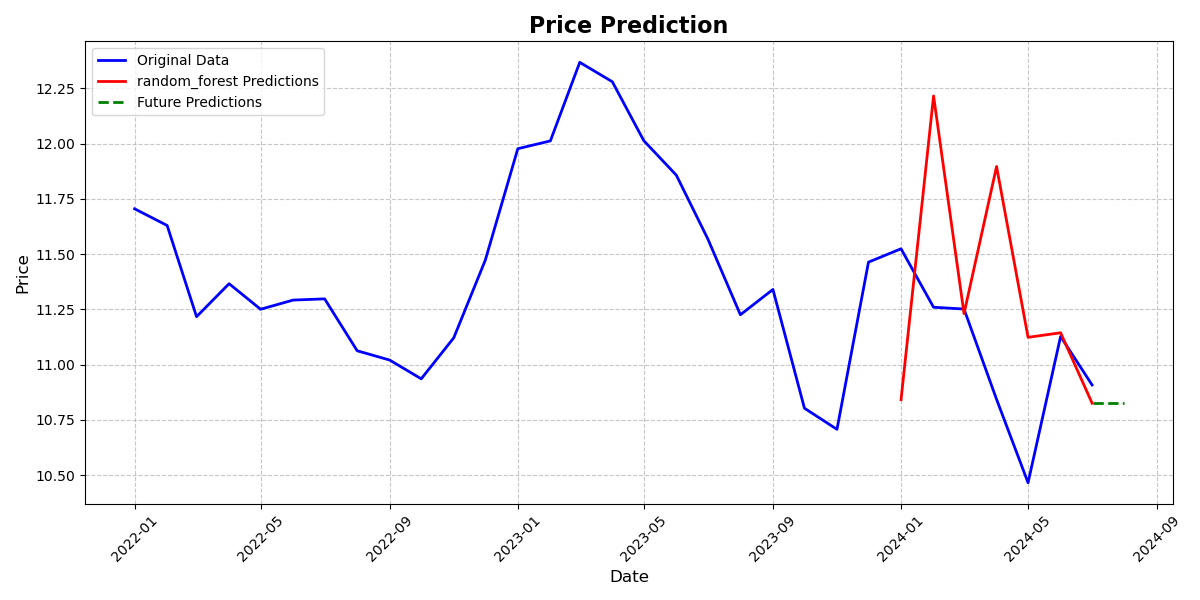 Price Prediction
Original Data
random_forest Predictions
Future Predictions
Price
12.25
12.00
11.75
11.50
11.25
11.00
10.75
10.50
2022-01
2022-05
2022-09
2023-01
2023-05
2023-09
2024-01
2024-05
2024-09
Date